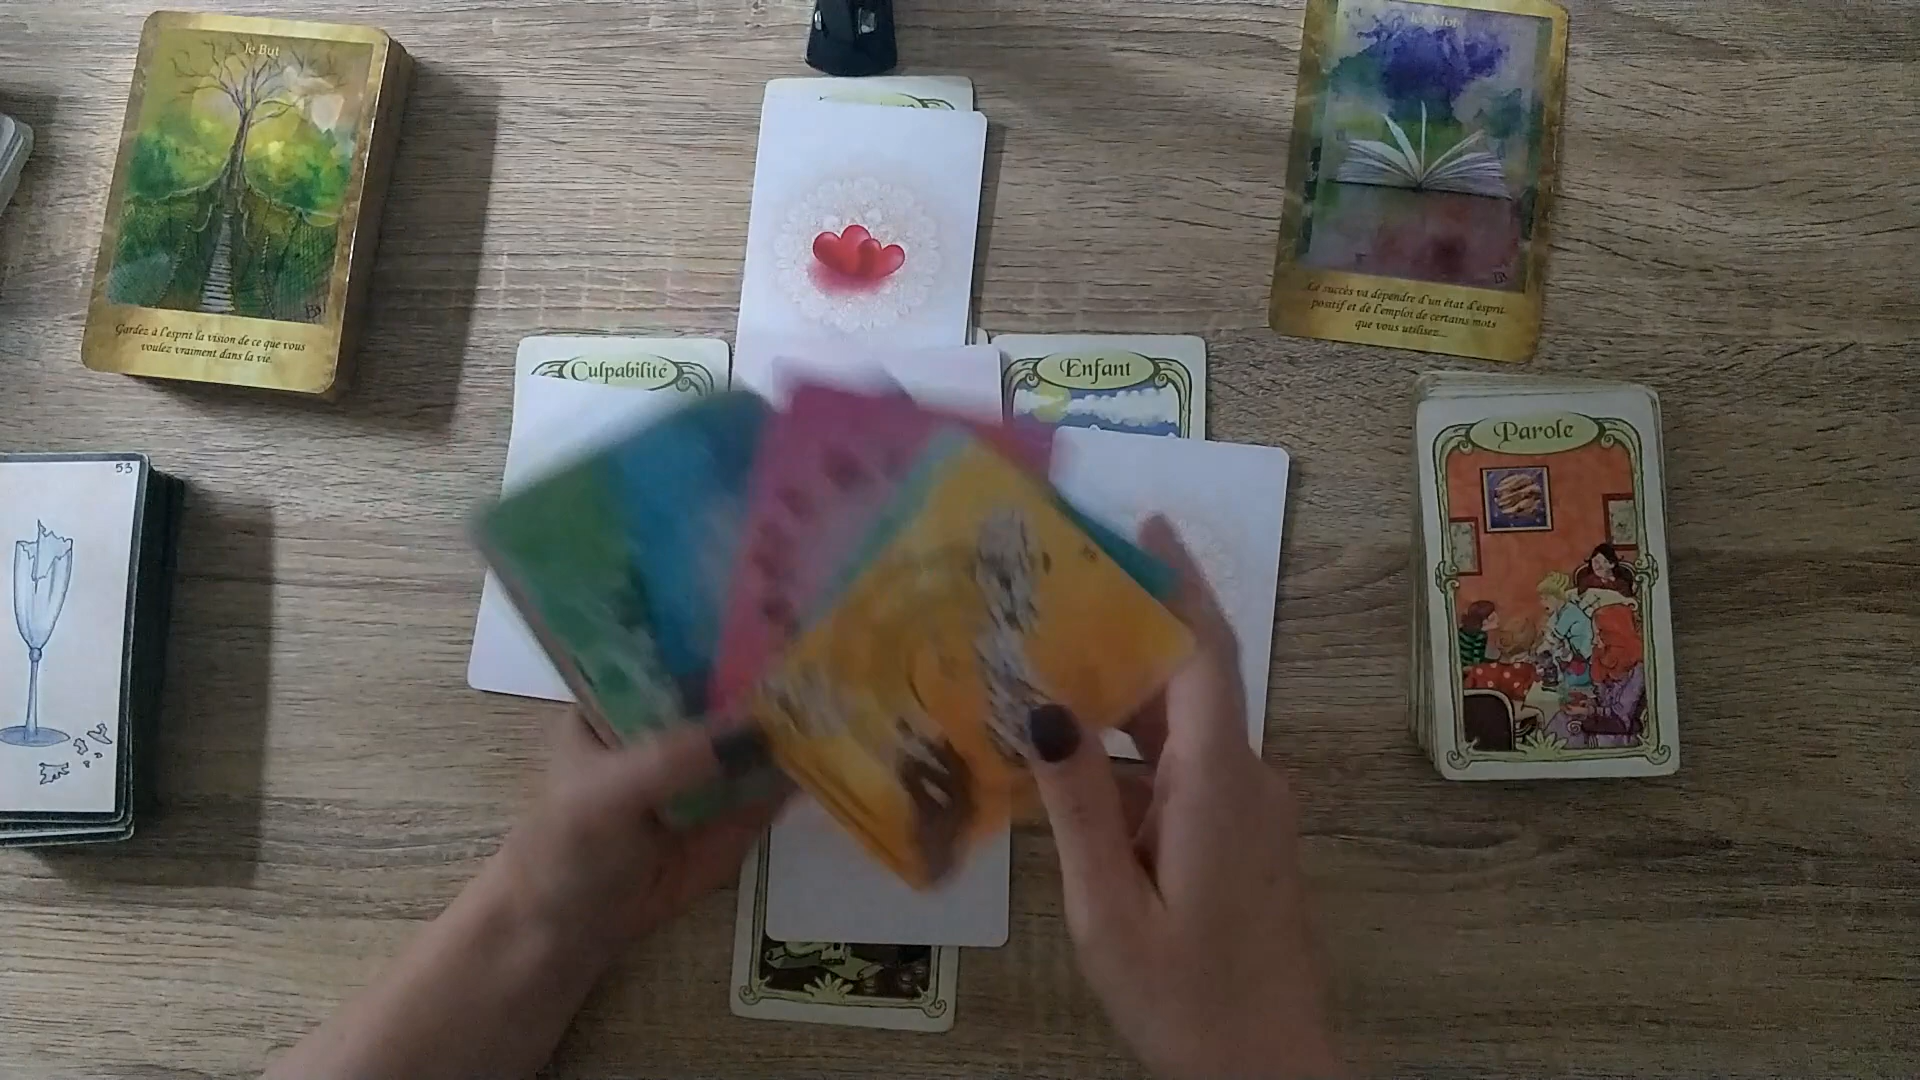 le But
Gardez à l'esprit la vision de ce que vous
voulez vraiment dans la vie.
53
Culpabilité
Enfant
les Mots
Le succès va dépendre d'un état d'esprit
positif et de l'emploi de certains mots
que vous utilisez...
Parole